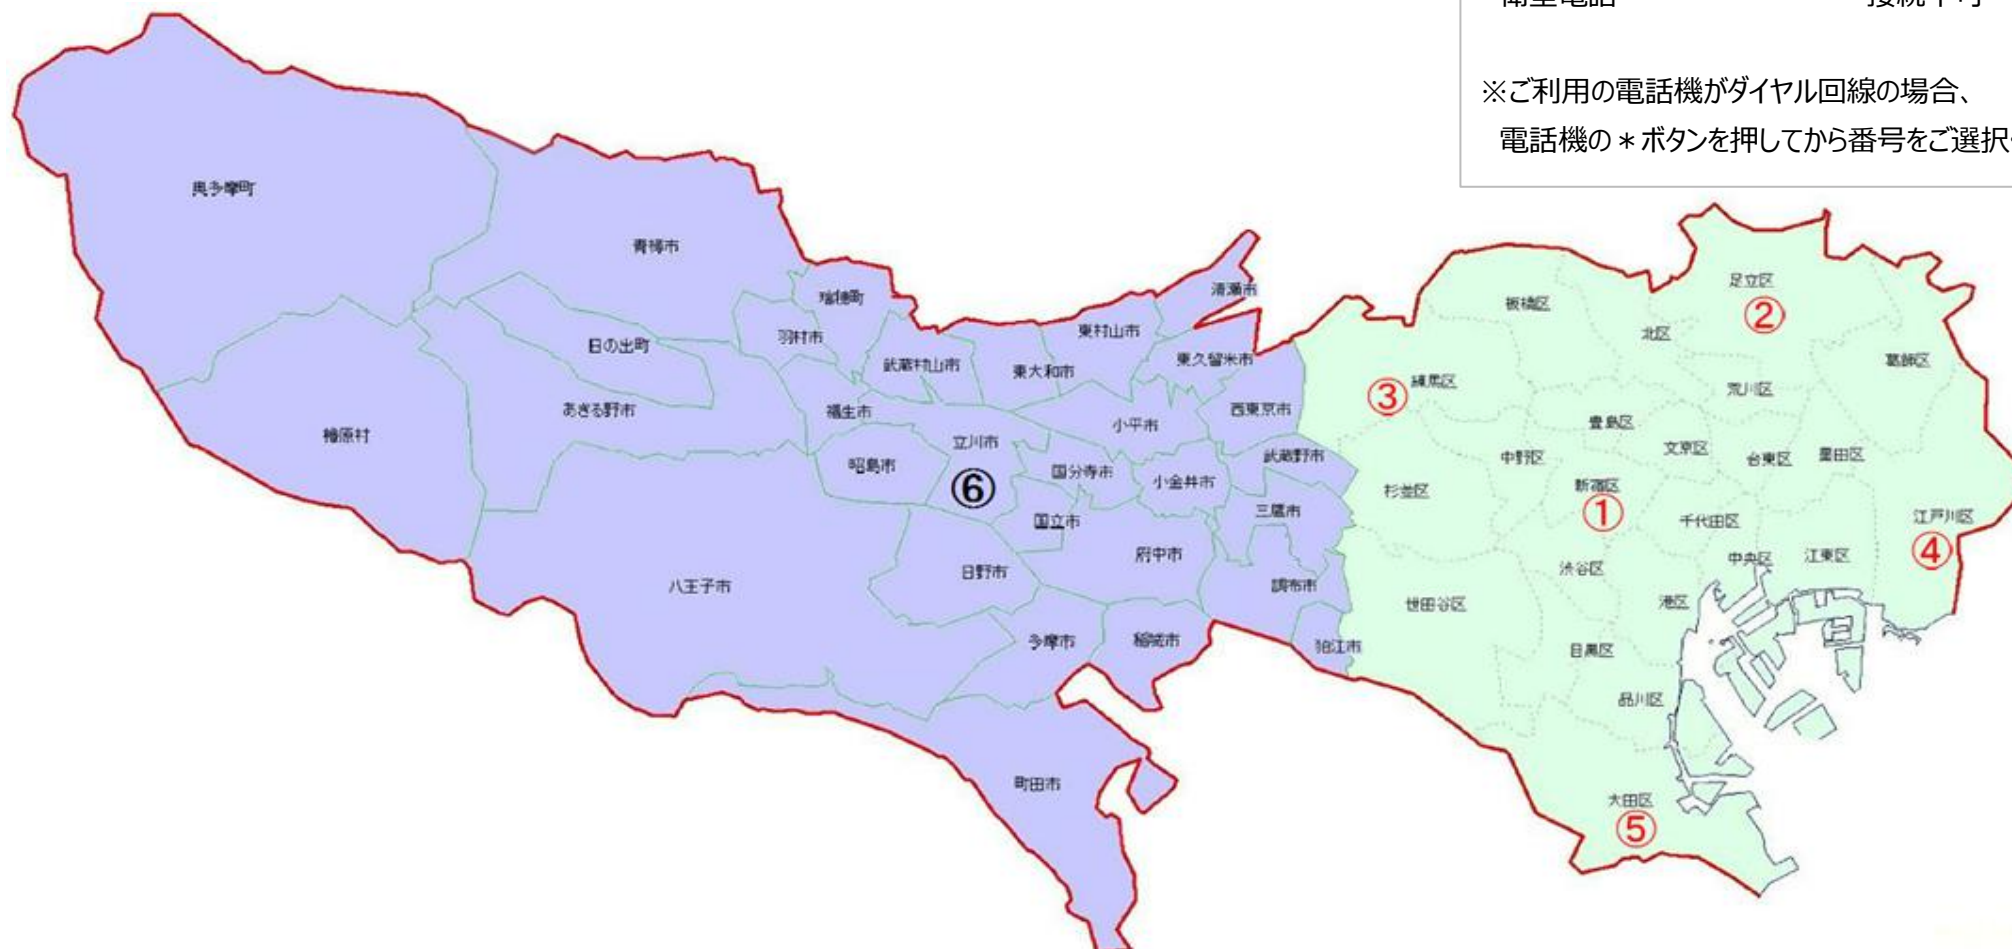 ※ご利用の電話機がダイヤル回線の場合、
電話機の＊ボタンを押してから番号をご選択
奥多摩町
青梅市
瑞穂町
羽村市
日の出町
あきる野市
檜原村
福生市
武蔵村山市
東大和市
東村山市
清瀬市
東久留米市
西東京市
小平市
立川市
⑥
昭島市
国分寺市
小金井市
武蔵野市
三鷹市
国立市
府中市
日野市
八王子市
調布市
狛江市
多摩市
稲城市
町田市
足立区
②
板橋区
北区
葛飾区
練馬区
③
荒川区
豊島区
文京区
台東区
墨田区
中野区
杉並区
新宿区
①
千代田区
江戸川区
④
中央区
江東区
渋谷区
港区
世田谷区
目黒区
品川区
大田区
⑤